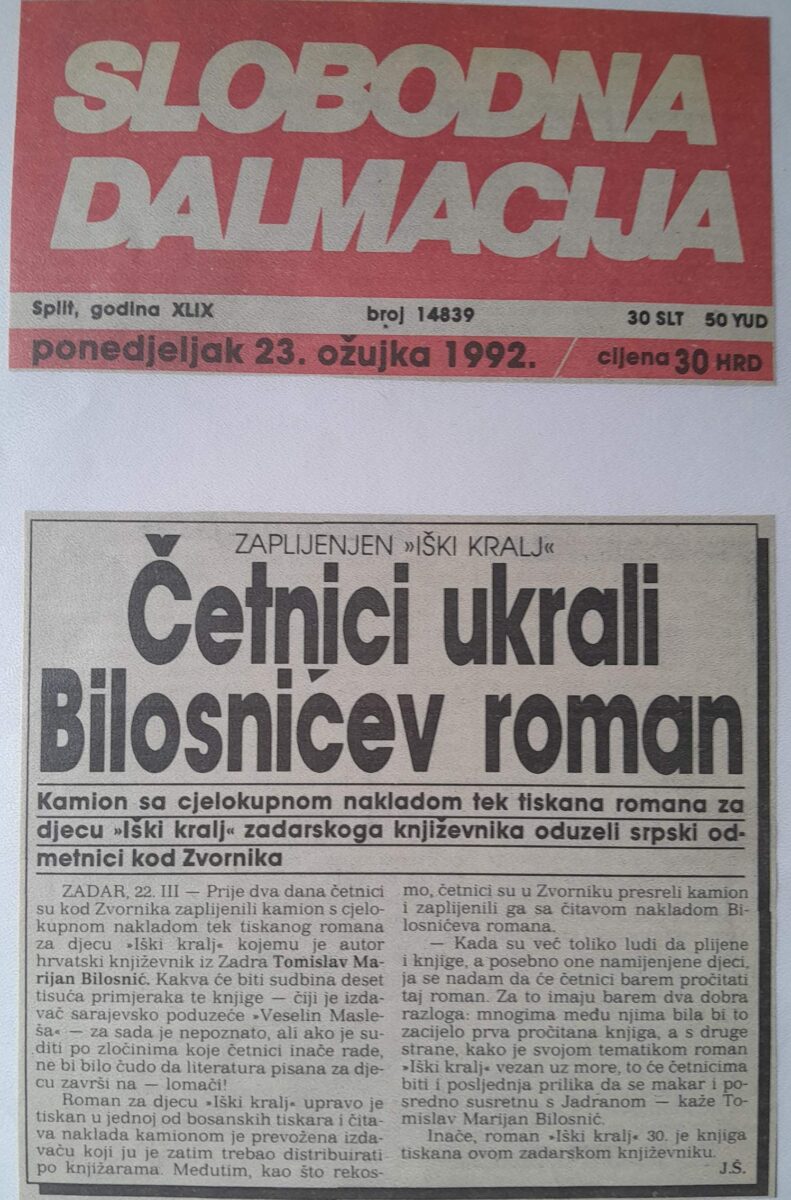 SLOBODNA
DALMACIJA
Split, godina XLIX broj 14839 30 SLT 50 YUD
ponedjeljak 23. ožujka 1992. / cijena 30 HRD
ZAPLIJENJEN »IŠKI KRALJ«
Četnici ukrali
Bilosnićev roman
Kamion sa cjelokupnom nakladom tek tiskana romana za
djecu »Iški kralj« zadarskoga književnika oduzeli srpski od-
metnici kod Zvornika
ZADAR, 22. III — Prije dva dana četnici
su kod Zvornika zaplijenili kamion s cjelo-
kupnom nakladom tek tiskanog romana
za djecu »Iški kralj« kojemu je autor
hrvatski književnik iz Zadra Tomislav Ma-
rijan Bilosnić. Kakva će biti sudbina deset
tisuća primjeraka te knjige — čiji je izda-
vač sarajevsko poduzeće »Veselin Masle-
ša« — za sada je nepoznato, ali ako je su-
diti po zločinima koje četnici inače rade,
ne bi bilo čudo da literatura pisana za dje-
cu završi na — lomači!
Roman za djecu »Iški kralj« upravo je
tiskan u jednoj od bosanskih tiskara i čita-
va naklada kamionom je prevožena izda-
vaču koji ju je zatim trebao distribuirati
po knjižarama. Međutim, kao što rekos-
mo, četnici su u Zvorniku presreli kamion
i zaplijenili ga sa čitavom nakladom Bi-
losnićeva romana.
— Kada su već toliko ludi da plijene
i knjige, a posebno one namijenjene djeci,
ja se nadam da će četnici barem pročitati
taj roman. Za to imaju barem dva dobra
razloga: mnogima među njima bila bi to
zacijelo prva pročitana knjiga, a s druge
strane, kako je svojom tematikom roman
»Iški kralj« vezan uz more, to će četnicima
biti i posljednja prilika da se makar i po-
sredno susretnu s Jadranom — kaže To-
mislav Marijan Bilosnić.
Inače, roman »Iški kralj« 30. je knjiga
tiskana ovom zadarskom književniku.
J.Š.